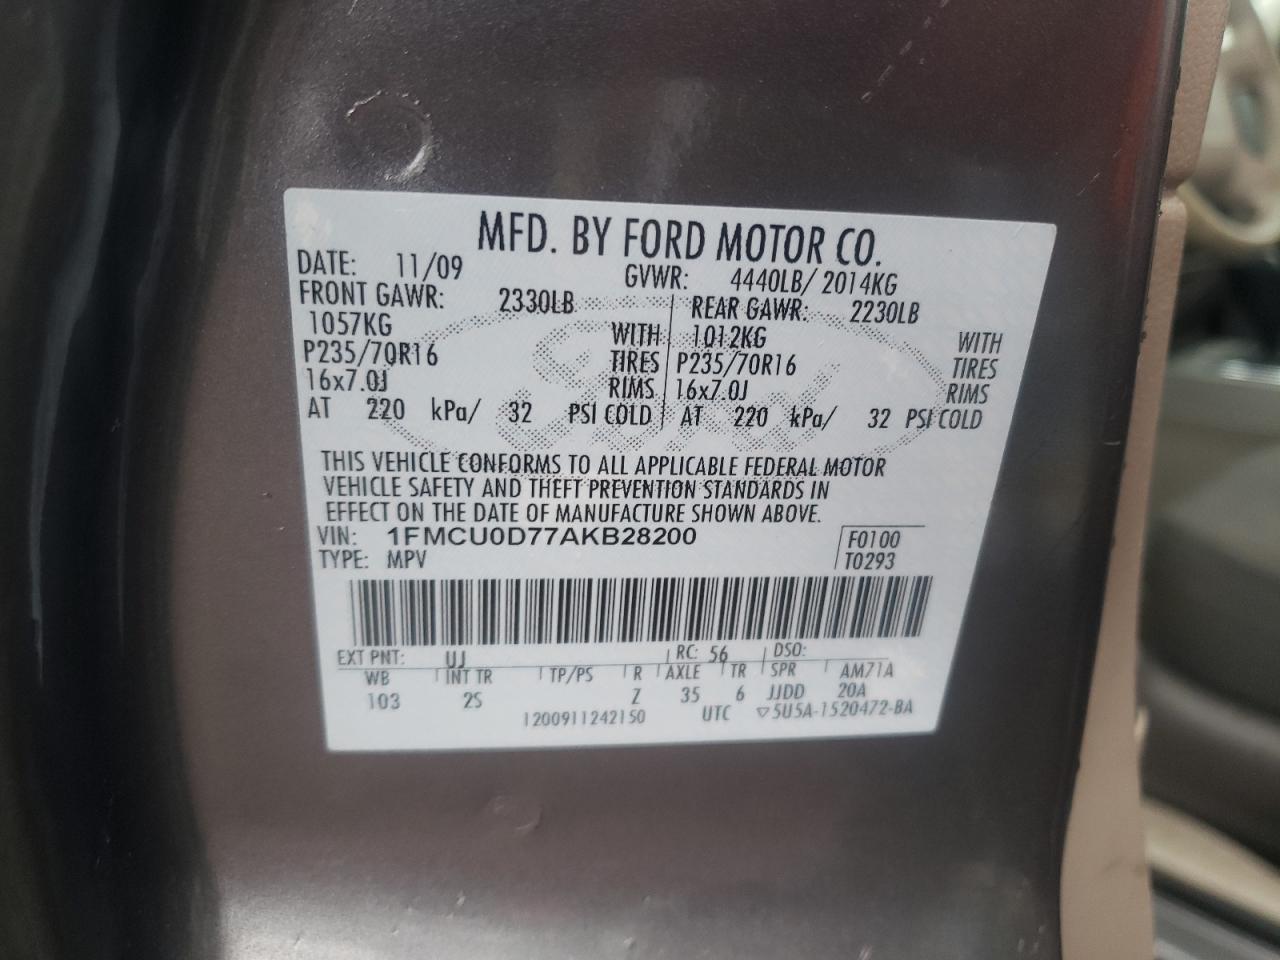 MFD. BY FORD MOTOR CO.
DATE: 11/09 GVWR: 4440LB/ 2014KG
FRONT GAWR: 2330LB REAR GAWR: 2230LB
1057KG WITH 1012KG WITH
P235/70R16 TIRES P235/70R16 TIRES
16x7.0J RIMS 16x7.0J RIMS
AT 220 kPa/ 32 PSI COLD AT 220 kPa/ 32 PSI COLD
THIS VEHICLE CONFORMS TO ALL APPLICABLE FEDERAL MOTOR
VEHICLE SAFETY AND THEFT PREVENTION STANDARDS IN
EFFECT ON THE DATE OF MANUFACTURE SHOWN ABOVE.
VIN: 1FMCU0D77AKB28200 F0100
TYPE: MPV T0293
EXT PNT: UJ RC: 56 DSO:
WB INT TR TP/PS R AXLE TR SPR AM71A
103 2S Z 35 6 JJDD 20A
1200911242150 UTC ▽5U5A-1520472-BA